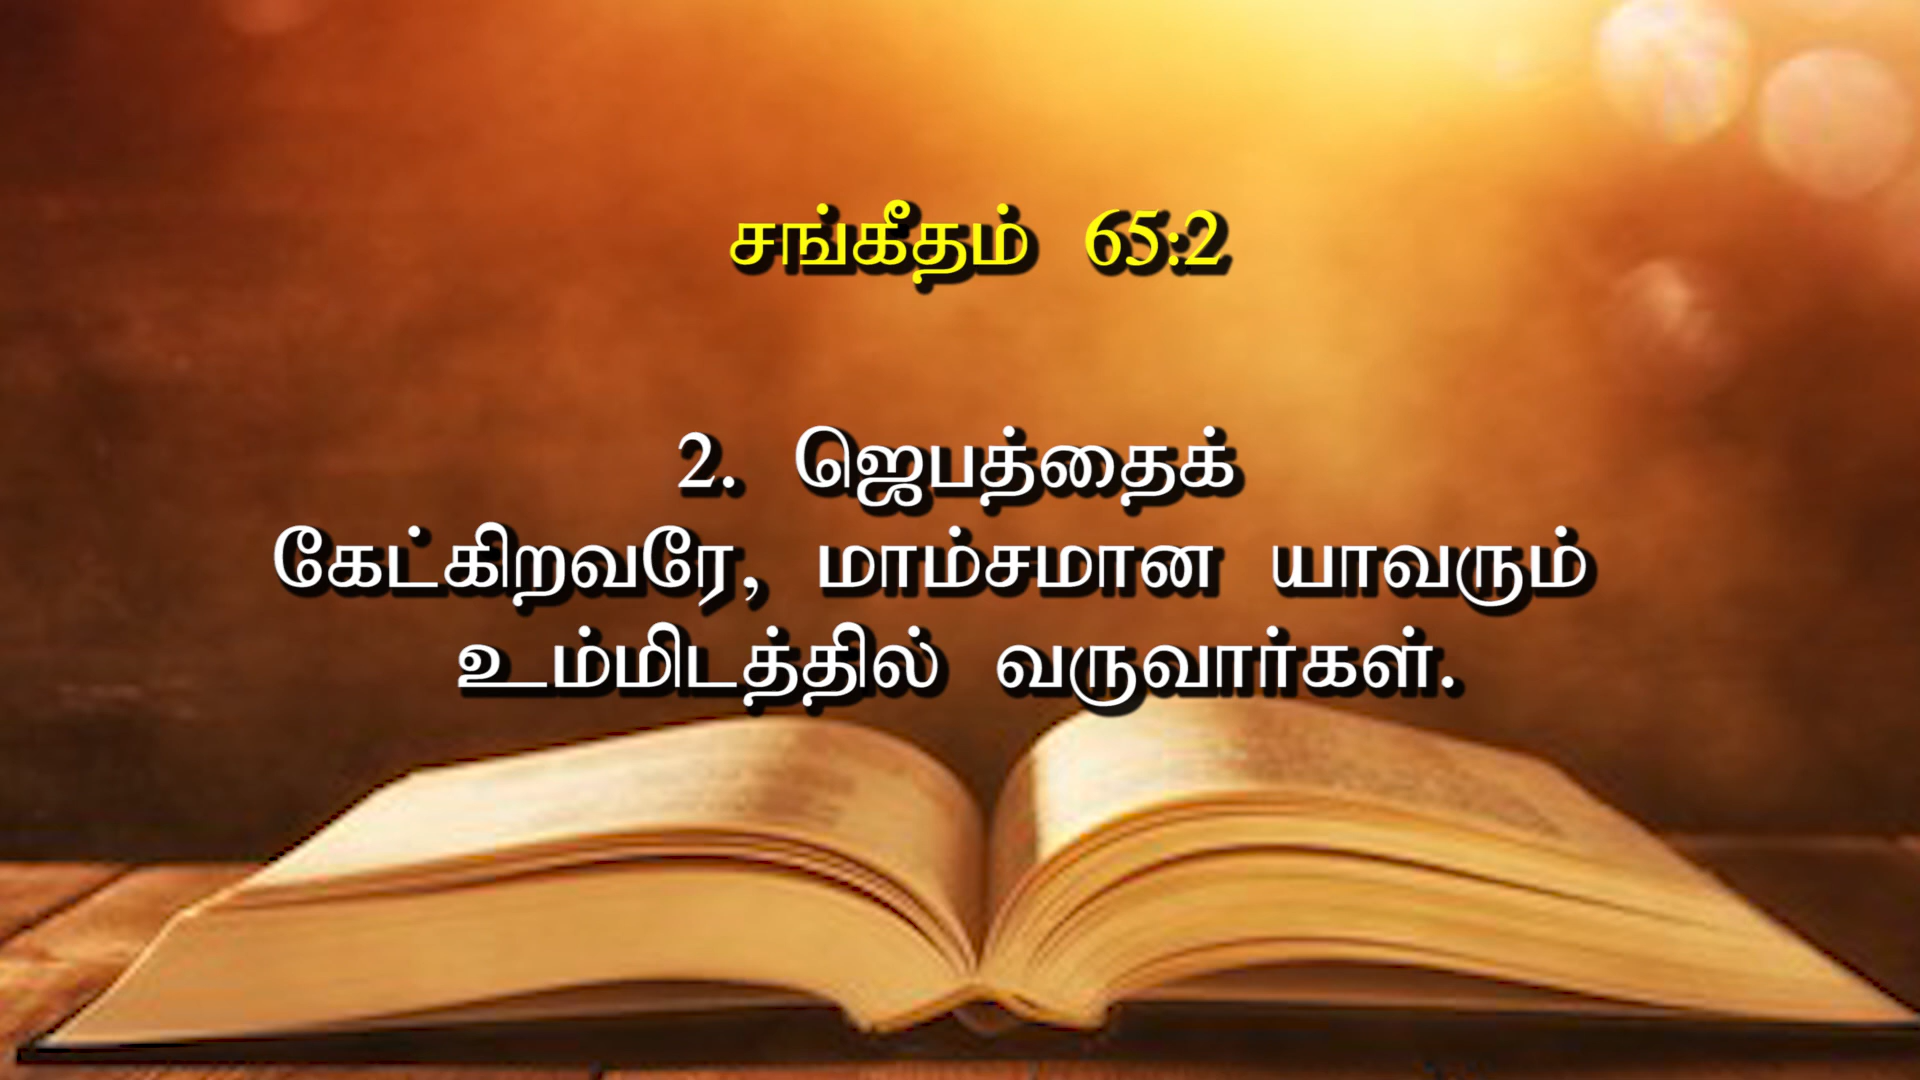 சங்கீதம் 65:2
2. ஜெபத்தைக்
கேட்கிறவரே, மாம்சமான யாவரும்
உம்மிடத்தில் வருவார்கள்.